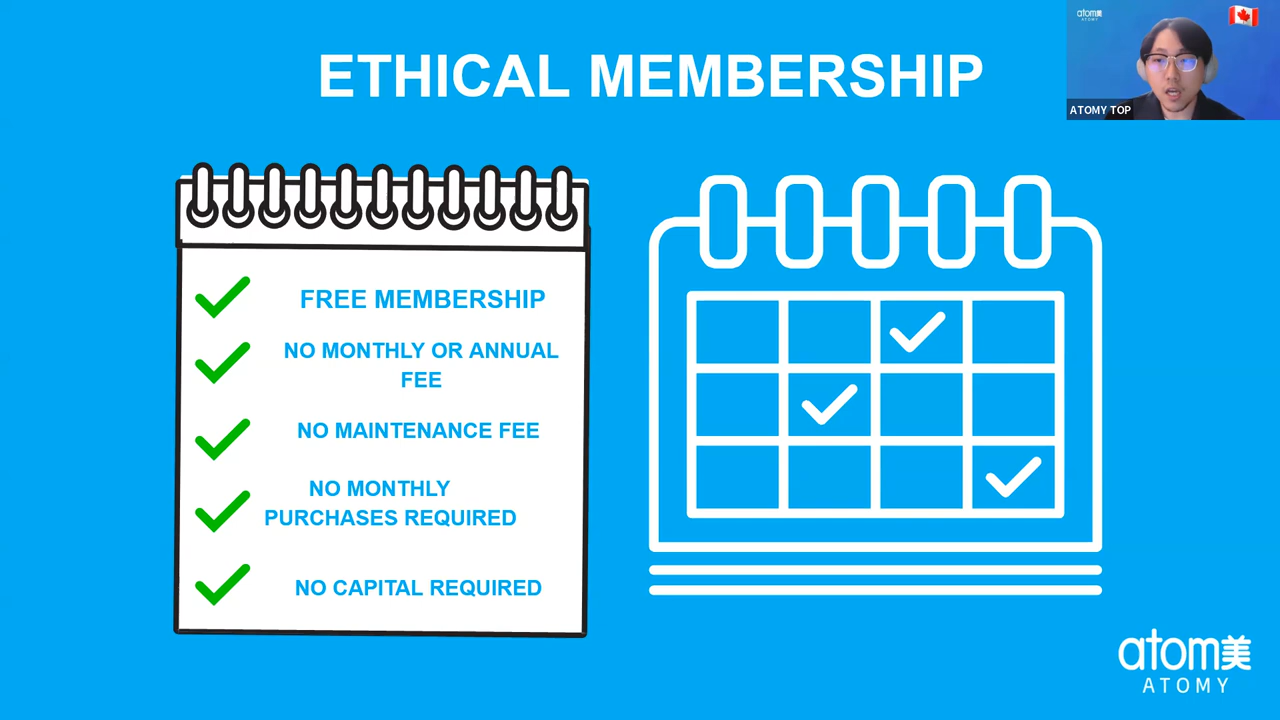 ETHICAL MEMBERSHIP
atom美
ATOMY
ATOMY TOP
FREE MEMBERSHIP
NO MONTHLY OR ANNUAL
FEE
NO MAINTENANCE FEE
NO MONTHLY
PURCHASES REQUIRED
NO CAPITAL REQUIRED
atom美
ATOMY